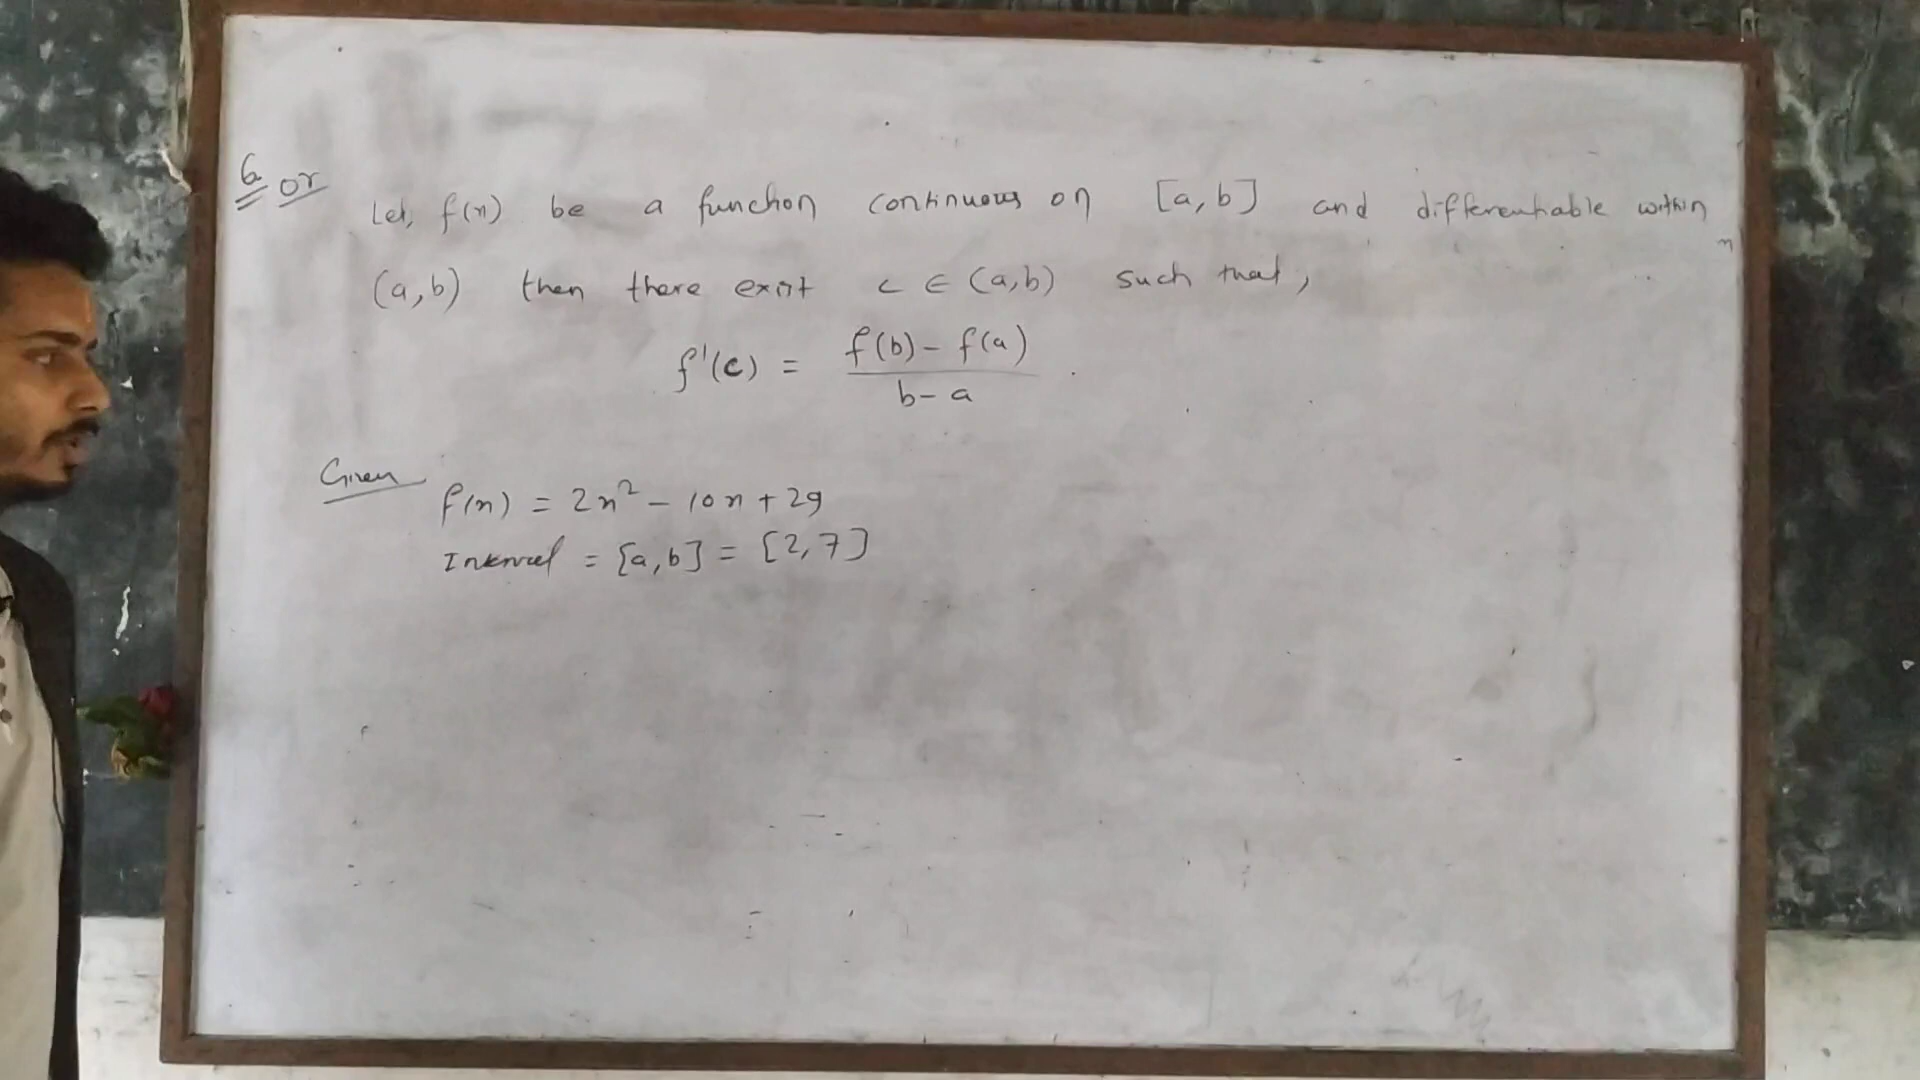 6 or
Let, f(x) be a function continuous on [a, b] and differentiable within
(a, b) then there exist c ∈ (a, b) such that,
f'(c) = f(b) - f(a) / b - a
Given
f(x) = 2x² - 10x + 29
Interval = [a, b] = [2, 7]